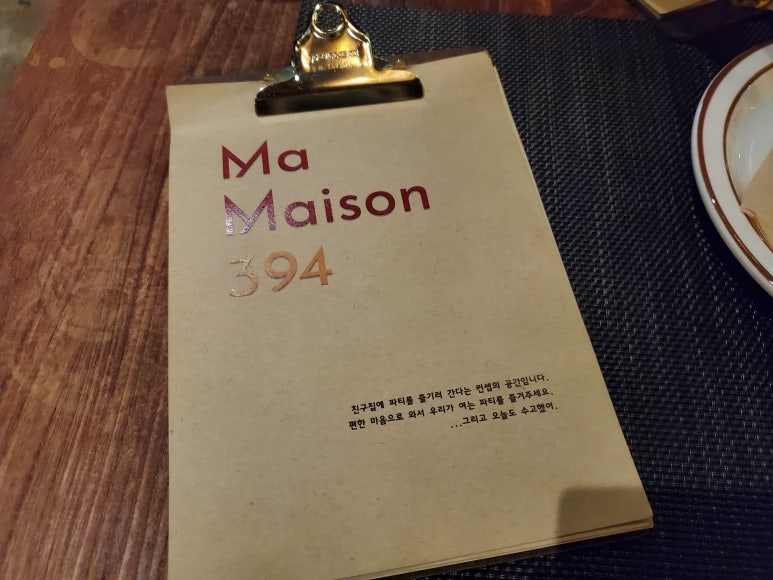 Ma
Maison
394
친구집에 파티를 즐기러 간다는 컨셉의 공간입니다.
편한 마음으로 와서 우리가 여는 파티를 즐겨주세요.
...그리고 오늘도 수고했어.